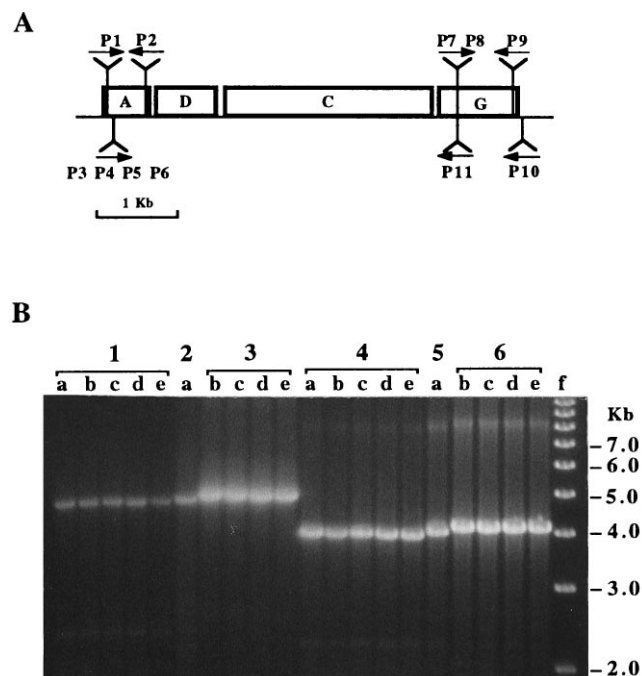 A
P1 P2 P7 P8 P9
A D C G
P3 P4 P5 P6 P11 P10
1 Kb
B
1 2 3 4 5 6
a b c d e a b c d e a b c d e a b c d e f
Kb
– 7.0
– 6.0
– 5.0
– 4.0
– 3.0
– 2.0